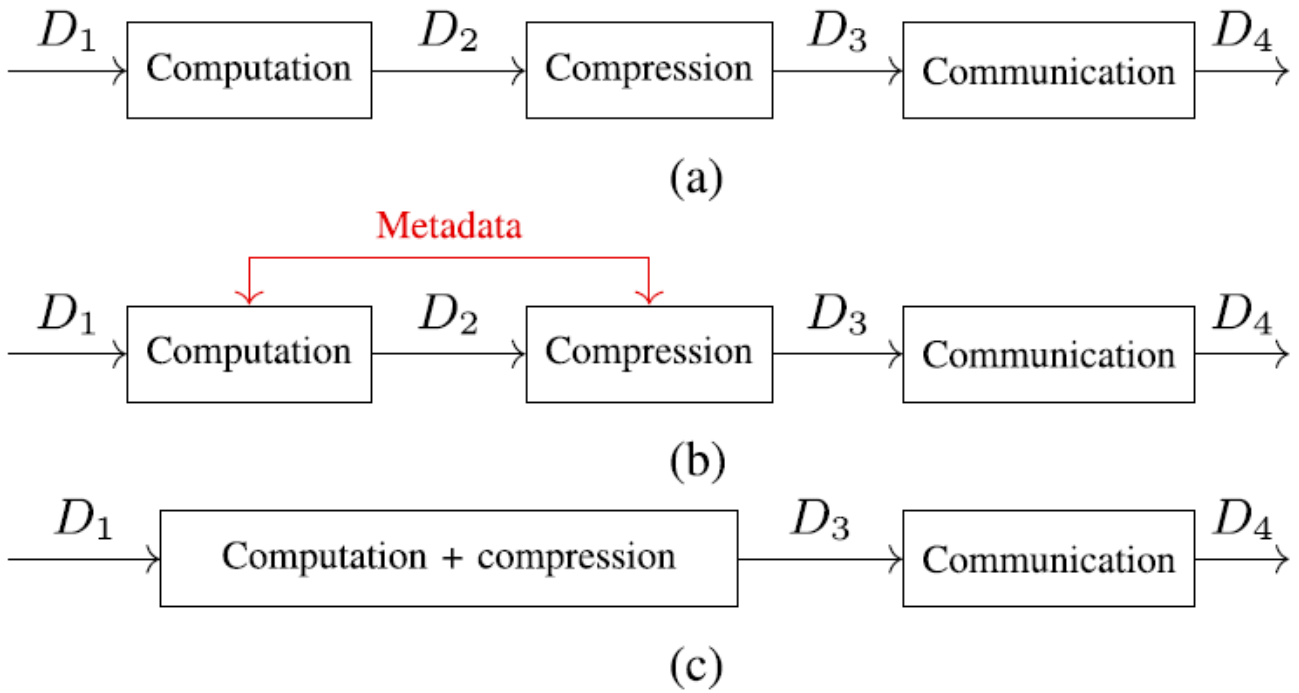 D₁ D₂ D₃ D₄
Computation Compression Communication
(a)
Metadata
D₁ D₂ D₃ D₄
Computation Compression Communication
(b)
D₁ D₃ D₄
Computation + compression Communication
(c)